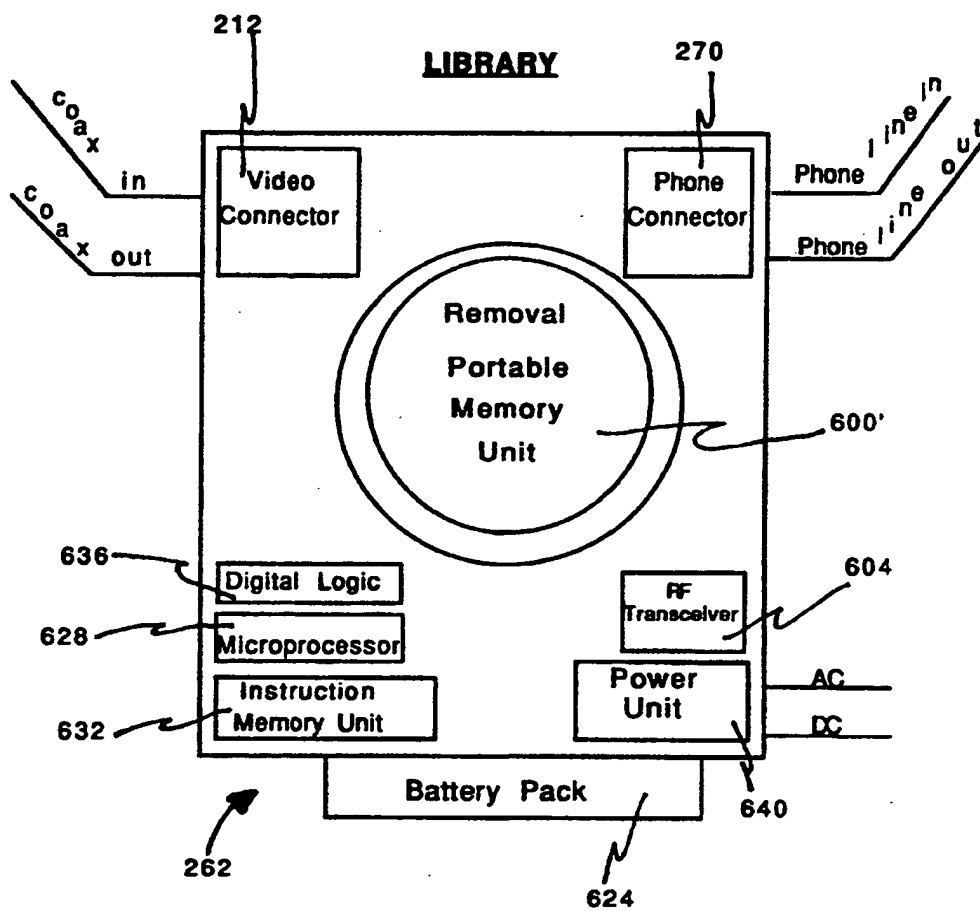 212
LIBRARY
270
coax in
coax out
Video
Connector
Phone
Connector
Phone line in
Phone line out
Removal
Portable
Memory
Unit
600'
636
Digital Logic
628
Microprocessor
632
Instruction
Memory Unit
RF
Transceiver
604
Power
Unit
AC
DC
640
Battery Pack
262
624